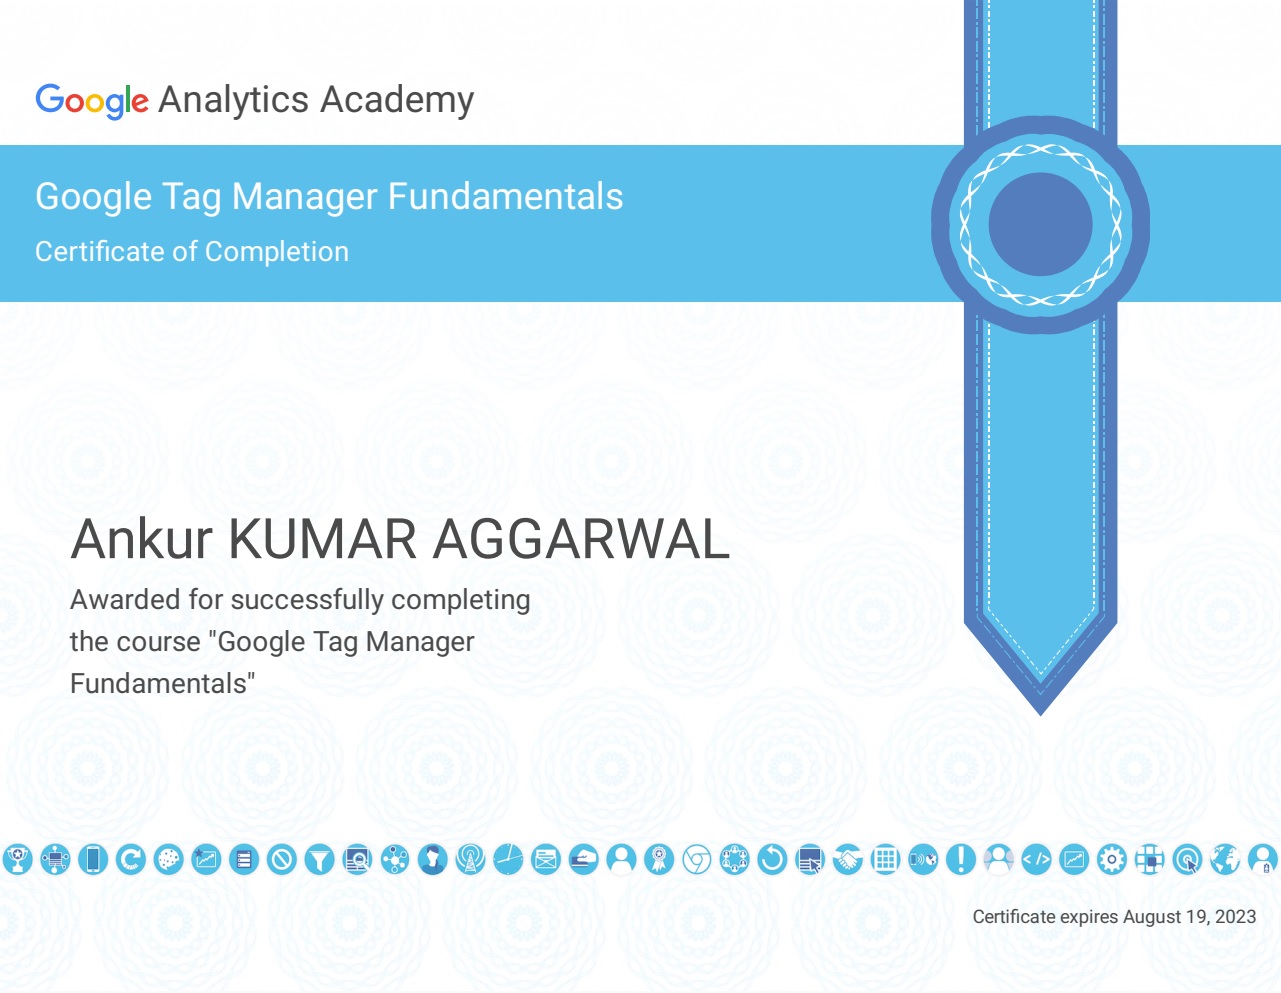 Google Analytics Academy
Google Tag Manager Fundamentals
Certificate of Completion
Ankur KUMAR AGGARWAL
Awarded for successfully completing
the course "Google Tag Manager
Fundamentals"
Certificate expires August 19, 2023